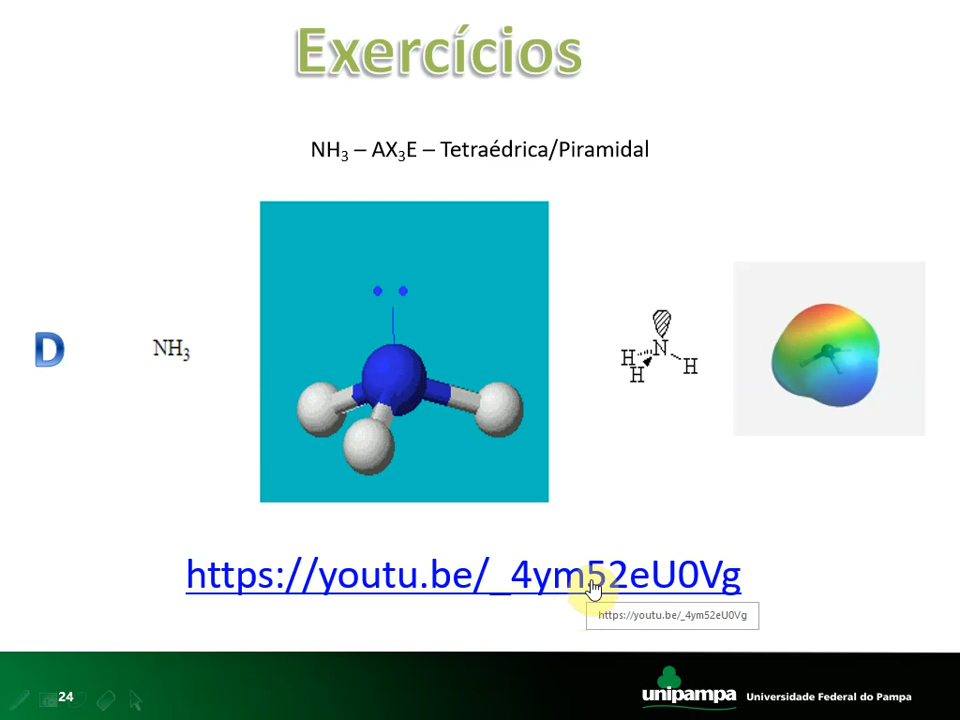 Exercícios
NH₃ – AX₃E – Tetraédrica/Piramidal
D
NH₃
N
H
H
H
https://youtu.be/_4ym52eU0Vg
https://youtu.be/_4ym52eU0Vg
24
unipampa
Universidade Federal do Pampa